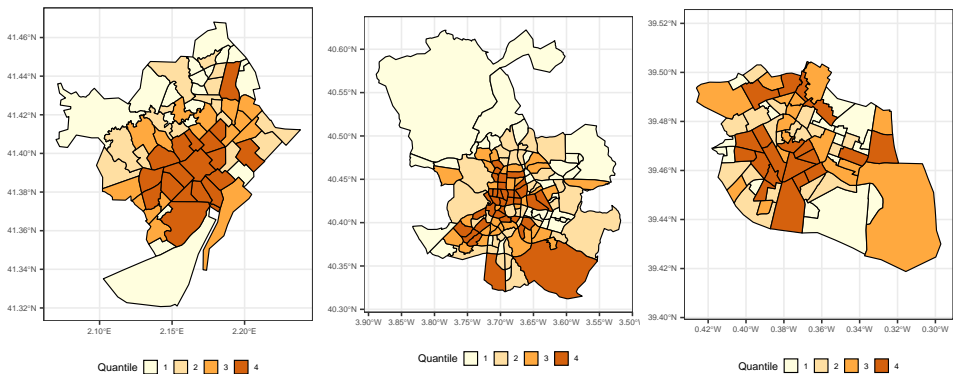 41.46°N
41.44°N
41.42°N
41.40°N
41.38°N
41.36°N
41.34°N
41.32°N
2.10°E 2.15°E 2.20°E
Quantile 1 2 3 4
40.60°N
40.55°N
40.50°N
40.45°N
40.40°N
40.35°N
40.30°N
3.90°W 3.85°W 3.80°W 3.75°W 3.70°W 3.65°W 3.60°W 3.55°W 3.50°W
Quantile 1 2 3 4
39.52°N
39.50°N
39.48°N
39.46°N
39.44°N
39.42°N
39.40°N
0.42°W 0.40°W 0.38°W 0.36°W 0.34°W 0.32°W 0.30°W
Quantile 1 2 3 4